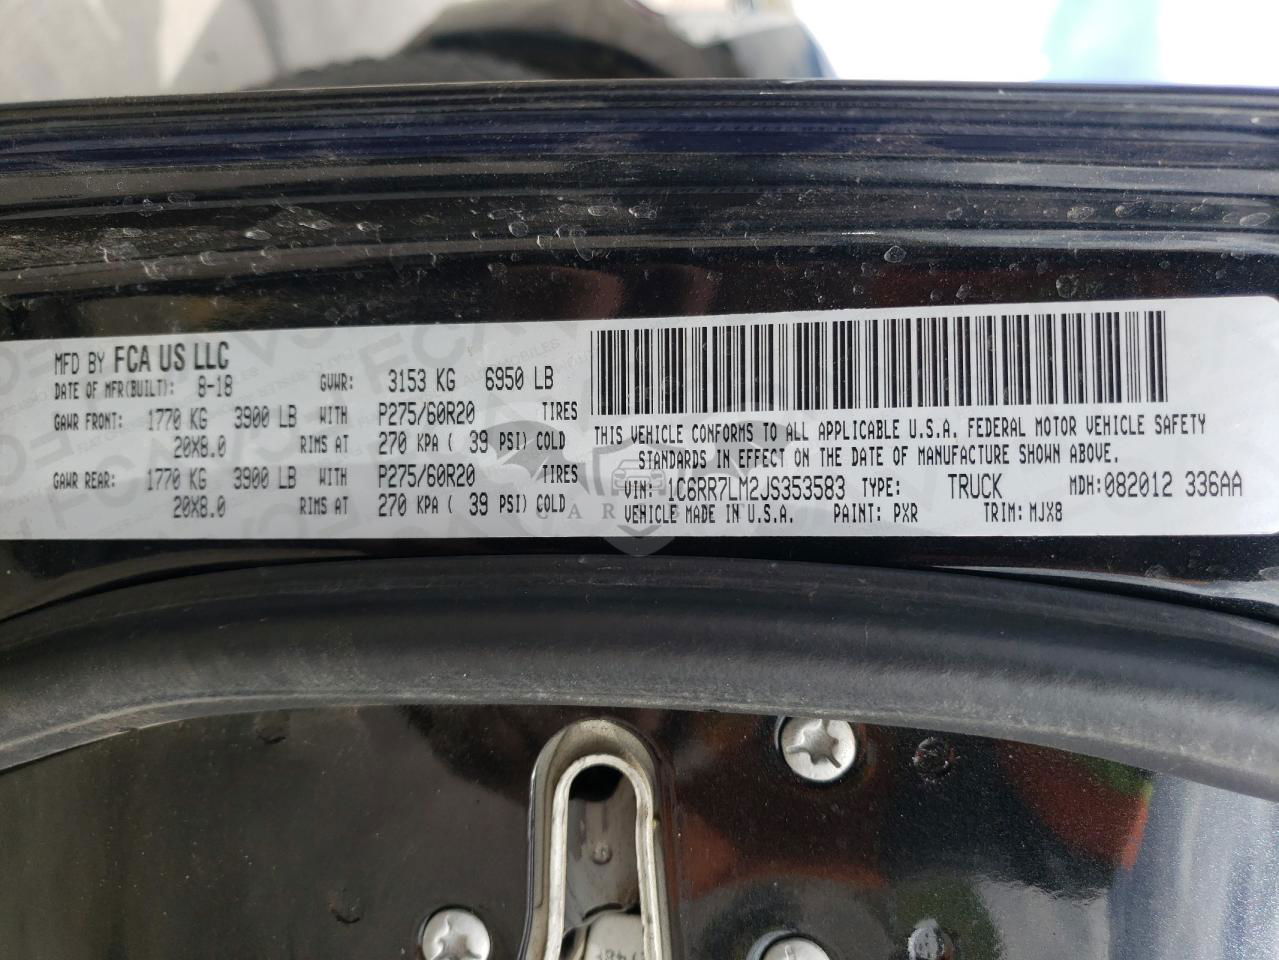 MFD BY FCA US LLC
DATE OF MFR(BUILT): 8-18 GVWR: 3153 KG 6950 LB
GAWR FRONT: 1770 KG 3900 LB WITH P275/60R20 TIRES
20X8.0 RIMS AT 270 KPA ( 39 PSI) COLD
GAWR REAR: 1770 KG 3900 LB WITH P275/60R20 TIRES
20X8.0 RIMS AT 270 KPA ( 39 PSI) COLD
THIS VEHICLE CONFORMS TO ALL APPLICABLE U.S.A. FEDERAL MOTOR VEHICLE SAFETY
STANDARDS IN EFFECT ON THE DATE OF MANUFACTURE SHOWN ABOVE.
VIN: 1C6RR7LM2JS353583 TYPE: TRUCK MDH:082012 336AA
VEHICLE MADE IN U.S.A. PAINT: PXR TRIM: MJX8